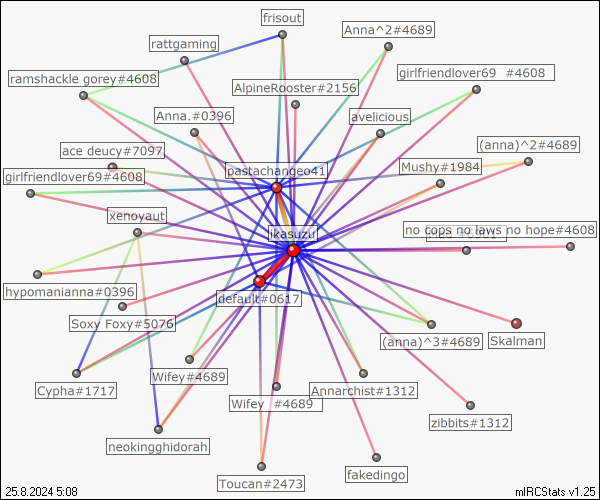 frisout
Anna^2#4689
rattgaming
ramshackle gorey#4608
girlfriendlover69 #4608
AlpineRooster#2156
Anna.#0396
avelicious
(anna)^2#4689
ace deucy#7097
pastachangeo41
Mushy#1984
girlfriendlover69#4608
xenoyaut
ikasuzu
no cops no laws no hope#4608
hypomanianna#0396
default#0617
Soxy Foxy#5076
(anna)^3#4689
Skalman
Cypha#1717
Wifey#4689
Wifey #4689
Annarchist#1312
zibbits#1312
neokingghidorah
Toucan#2473
fakedingo
25.8.2024 5:08
mIRCStats v1.25